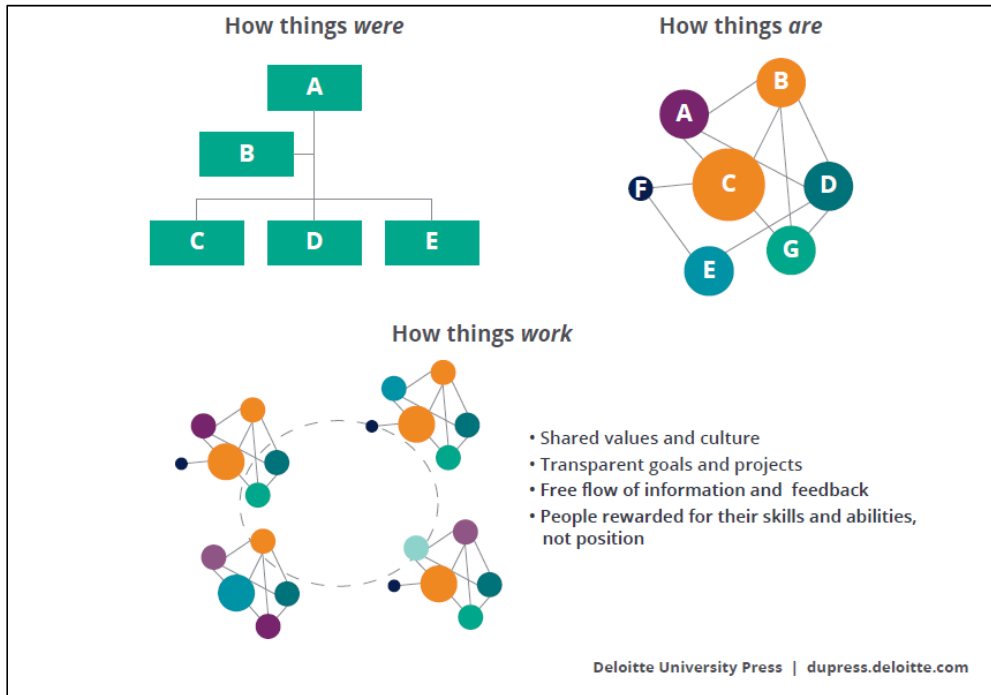 How things were
How things are
A
B
C
D
E
B
A
C
F
D
G
E
How things work
• Shared values and culture
• Transparent goals and projects
• Free flow of information and feedback
• People rewarded for their skills and abilities,
not position
Deloitte University Press | dupress.deloitte.com